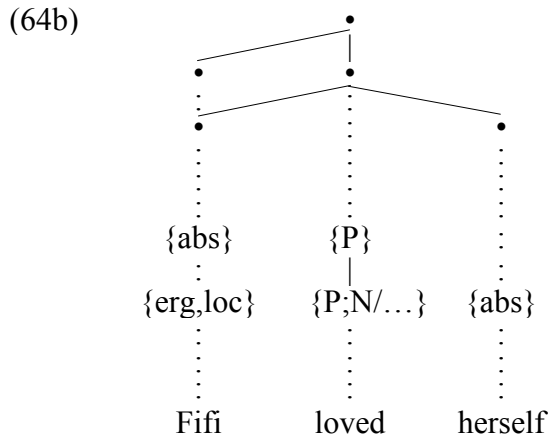 (64b)
{abs} {P}
{erg,loc} {P;N/…} {abs}
Fifi loved herself